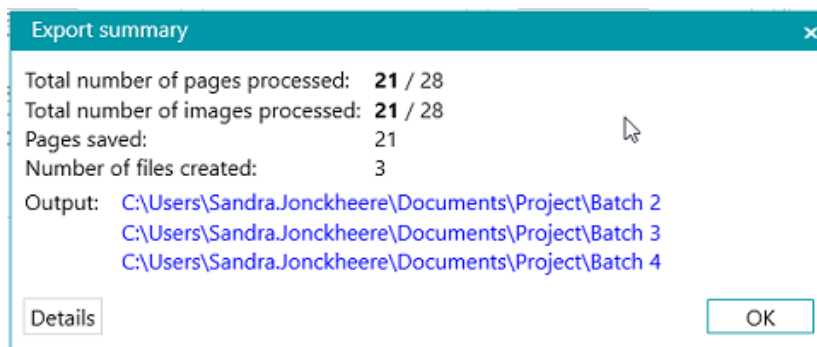 Export summary
Total number of pages processed: 21 / 28
Total number of images processed: 21 / 28
Pages saved: 21
Number of files created: 3
Output: C:\Users\Sandra.Jonckheere\Documents\Project\Batch 2
C:\Users\Sandra.Jonckheere\Documents\Project\Batch 3
C:\Users\Sandra.Jonckheere\Documents\Project\Batch 4
Details OK